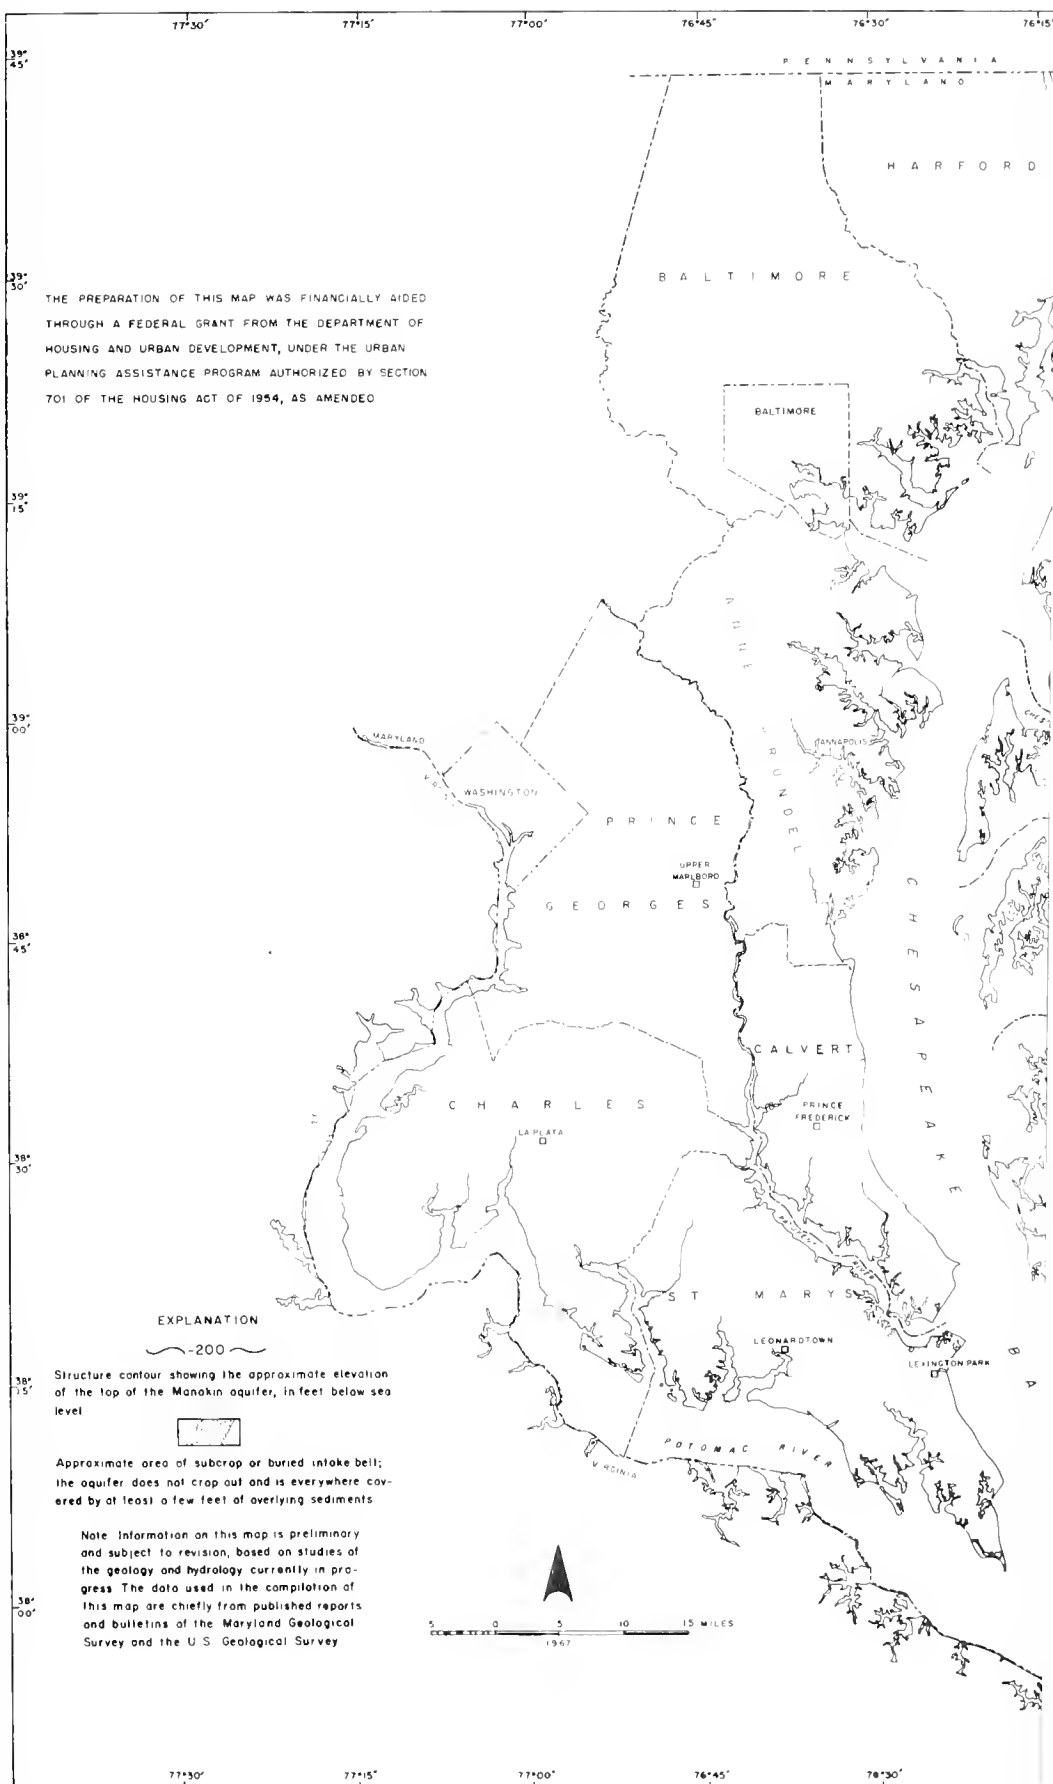 77°30' 77°15' 77°00' 76°45' 76°30' 76°15'
39° 45'
PENNSYLVANIA
MARYLAND
HARFORD
39° 30'
BALTIMORE
THE PREPARATION OF THIS MAP WAS FINANCIALLY AIDED
THROUGH A FEDERAL GRANT FROM THE DEPARTMENT OF
HOUSING AND URBAN DEVELOPMENT, UNDER THE URBAN
PLANNING ASSISTANCE PROGRAM AUTHORIZED BY SECTION
701 OF THE HOUSING ACT OF 1954, AS AMENDED
BALTIMORE
39° 15'
ANNE ARUNDEL
39° 00'
MARYLAND
ANNAPOLIS
WASHINGTON
PRINCE
UPPER
MARLBORO
GEORGES
38° 45'
CHESAPEAKE BA
CALVERT
CHARLES
PRINCE
FREDERICK
LA PLATA
38° 30'
PATUXENT RIVER
ST MARYS
EXPLANATION
-200
LEONARDTOWN
LEXINGTON PARK
Structure contour showing the approximate elevation
of the top of the Manokin aquifer, in feet below sea
level
38° 15'
POTOMAC RIVER
VIRGINIA
Approximate area of subcrop or buried intake belt;
the aquifer does not crop out and is everywhere cov-
ered by at least a few feet of overlying sediments
Note Information on this map is preliminary
and subject to revision, based on studies of
the geology and hydrology currently in pro-
gress The data used in the compilation of
this map are chiefly from published reports
and bulletins of the Maryland Geological
Survey and the U S Geological Survey
38° 00'
5 0 5 10 15 MILES
1967
77°30' 77°15' 77°00' 76°45' 76°30'